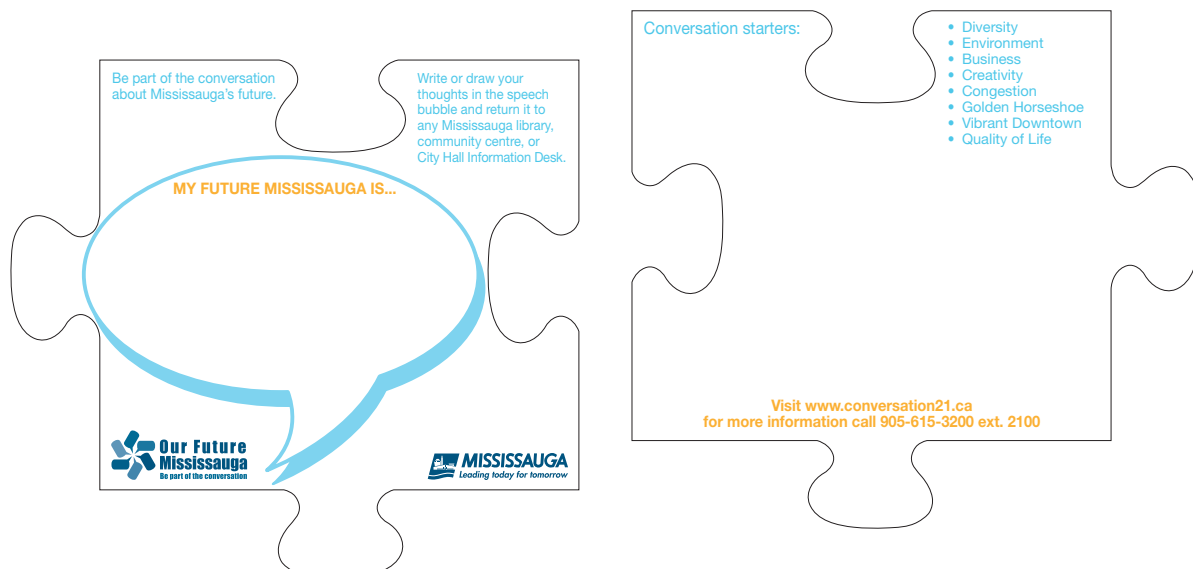 Be part of the conversation
about Mississauga's future.
Write or draw your
thoughts in the speech
bubble and return it to
any Mississauga library,
community centre, or
City Hall Information Desk.
MY FUTURE MISSISSAUGA IS...
Our Future
Mississauga
Be part of the conversation
MISSISSAUGA
Leading today for tomorrow
Conversation starters:
• Diversity
• Environment
• Business
• Creativity
• Congestion
• Golden Horseshoe
• Vibrant Downtown
• Quality of Life
Visit www.conversation21.ca
for more information call 905-615-3200 ext. 2100